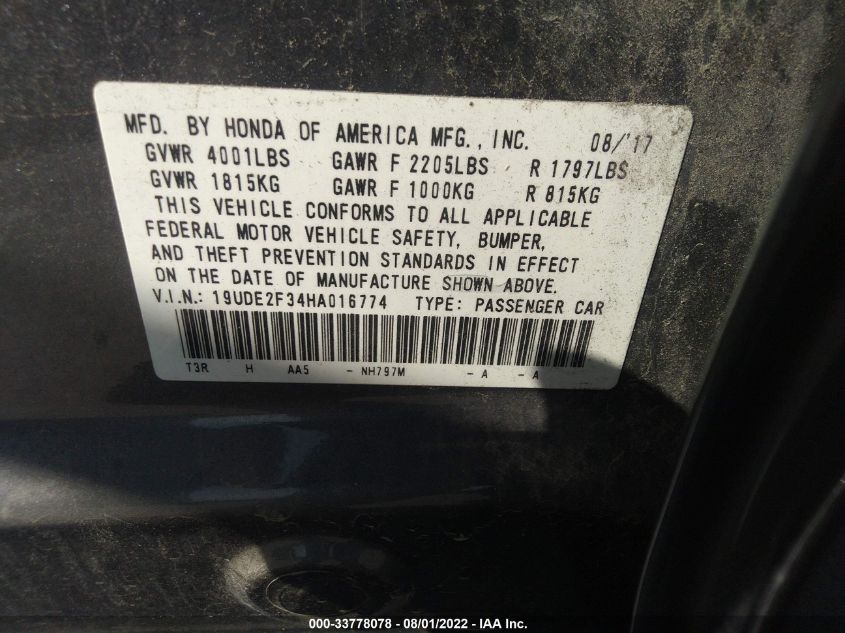 MFD. BY HONDA OF AMERICA MFG., INC. 08/'17
GVWR 4001LBS GAWR F 2205LBS R 1797LBS
GVWR 1815KG GAWR F 1000KG R 815KG
THIS VEHICLE CONFORMS TO ALL APPLICABLE
FEDERAL MOTOR VEHICLE SAFETY, BUMPER,
AND THEFT PREVENTION STANDARDS IN EFFECT
ON THE DATE OF MANUFACTURE SHOWN ABOVE.
V.I.N.: 19UDE2F34HA016774 TYPE: PASSENGER CAR
T3R H AA5 - NH797M - A - A
000-33778078 - 08/01/2022 - IAA Inc.